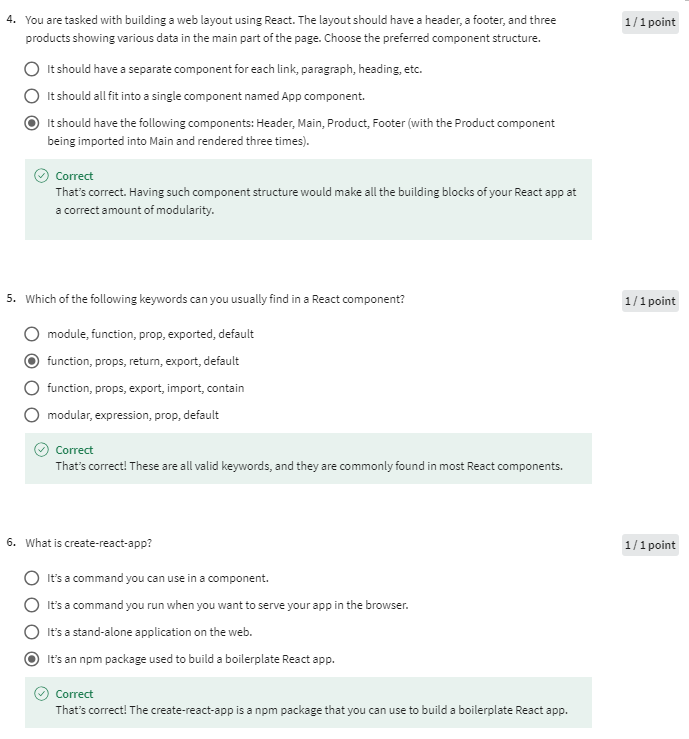 4. You are tasked with building a web layout using React. The layout should have a header, a footer, and three
1 / 1 point
products showing various data in the main part of the page. Choose the preferred component structure.
It should have a separate component for each link, paragraph, heading, etc.
It should all fit into a single component named App component.
It should have the following components: Header, Main, Product, Footer (with the Product component
being imported into Main and rendered three times).
Correct
That's correct. Having such component structure would make all the building blocks of your React app at
a correct amount of modularity.
5. Which of the following keywords can you usually find in a React component?
1 / 1 point
module, function, prop, exported, default
function, props, return, export, default
function, props, export, import, contain
modular, expression, prop, default
Correct
That's correct! These are all valid keywords, and they are commonly found in most React components.
6. What is create-react-app?
1 / 1 point
It's a command you can use in a component.
It's a command you run when you want to serve your app in the browser.
It's a stand-alone application on the web.
It's an npm package used to build a boilerplate React app.
Correct
That's correct! The create-react-app is a npm package that you can use to build a boilerplate React app.